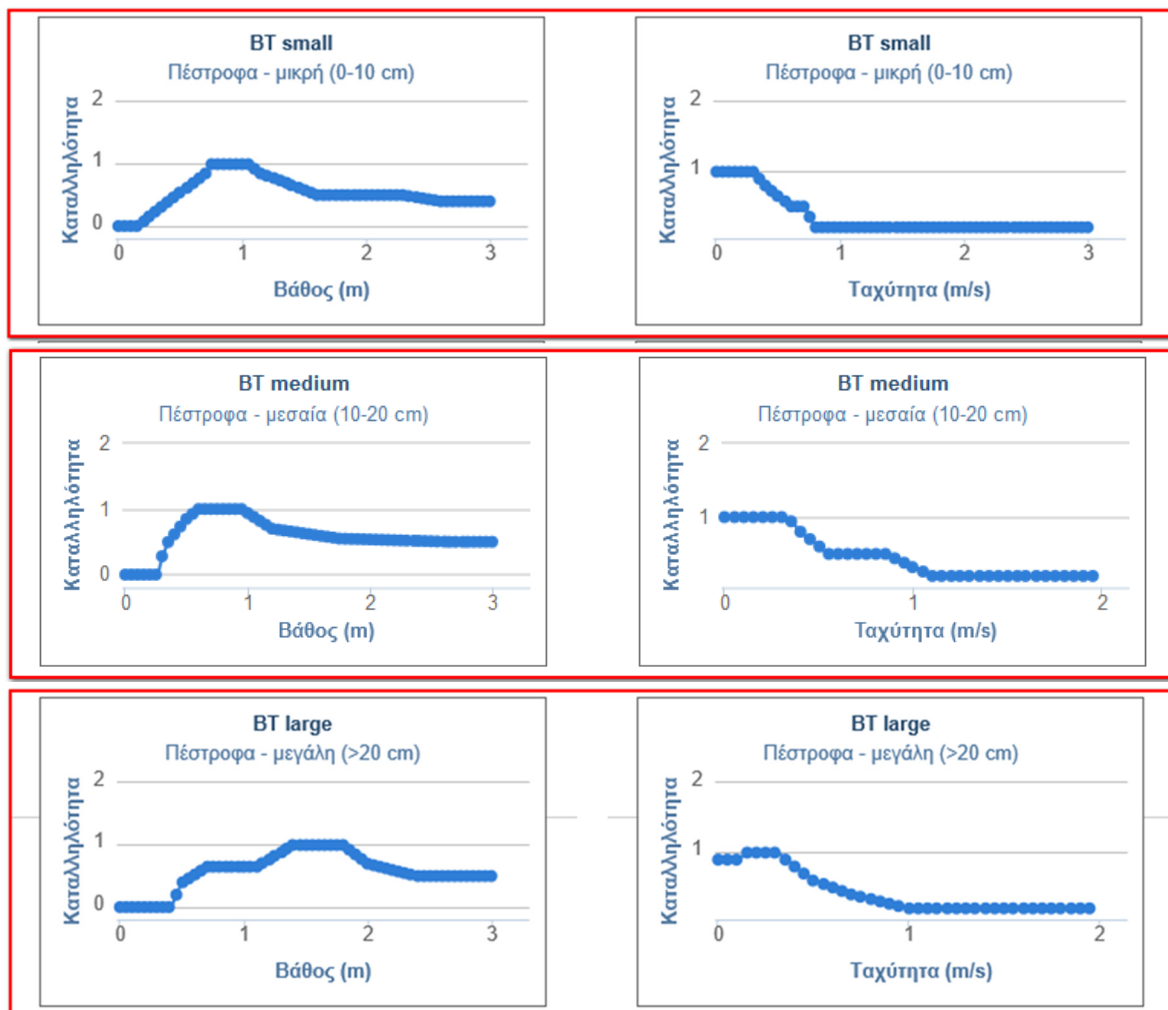 BT small
Πέστροφα - μικρή (0-10 cm)
Καταλληλότητα
2
1
0
0 1 2 3
Βάθος (m)
BT small
Πέστροφα - μικρή (0-10 cm)
Καταλληλότητα
2
1
0 1 2 3
Ταχύτητα (m/s)
BT medium
Πέστροφα - μεσαία (10-20 cm)
Καταλληλότητα
2
1
0
0 1 2 3
Βάθος (m)
BT medium
Πέστροφα - μεσαία (10-20 cm)
Καταλληλότητα
2
1
0 1 2
Ταχύτητα (m/s)
BT large
Πέστροφα - μεγάλη (>20 cm)
Καταλληλότητα
2
1
0
0 1 2 3
Βάθος (m)
BT large
Πέστροφα - μεγάλη (>20 cm)
Καταλληλότητα
2
1
0 1 2
Ταχύτητα (m/s)